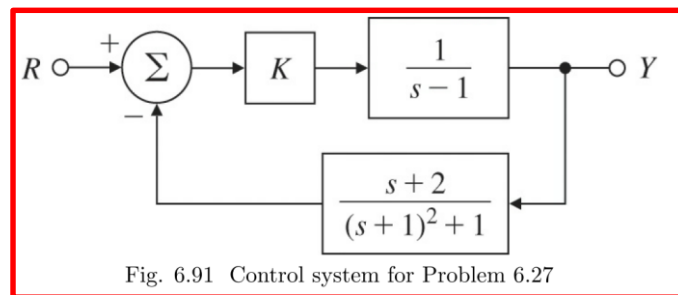 R + Σ − K 1/(s − 1) Y
(s + 2)/((s + 1)² + 1)
Fig. 6.91 Control system for Problem 6.27